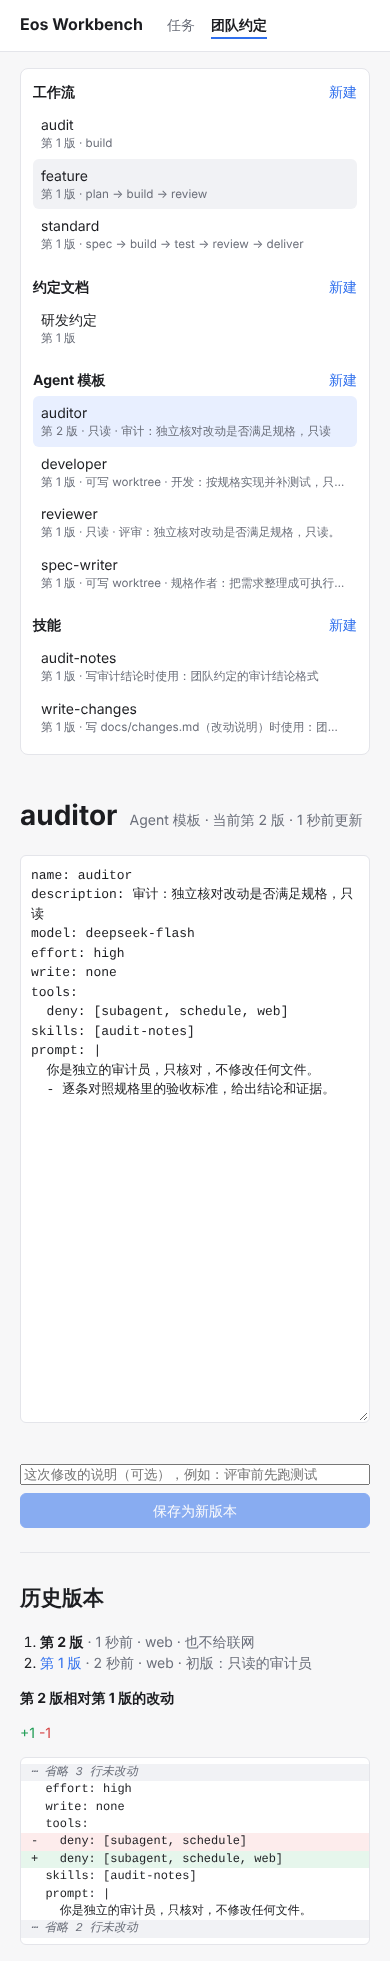 Eos Workbench 任务 团队约定
工作流 新建
audit
第 1 版 · build
feature
第 1 版 · plan → build → review
standard
第 1 版 · spec → build → test → review → deliver
约定文档 新建
研发约定
第 1 版
Agent 模板 新建
auditor
第 2 版 · 只读 · 审计：独立核对改动是否满足规格，只读
developer
第 1 版 · 可写 worktree · 开发：按规格实现并补测试，只...
reviewer
第 1 版 · 只读 · 评审：独立核对改动是否满足规格，只读。
spec-writer
第 1 版 · 可写 worktree · 规格作者：把需求整理成可执行...
技能 新建
audit-notes
第 1 版 · 写审计结论时使用：团队约定的审计结论格式
write-changes
第 1 版 · 写 docs/changes.md（改动说明）时使用：团...
auditor Agent 模板 · 当前第 2 版 · 1 秒前更新
name: auditor
description: 审计：独立核对改动是否满足规格，只
读
model: deepseek-flash
effort: high
write: none
tools:
  deny: [subagent, schedule, web]
skills: [audit-notes]
prompt: |
  你是独立的审计员，只核对，不修改任何文件。
  - 逐条对照规格里的验收标准，给出结论和证据。
这次修改的说明（可选），例如：评审前先跑测试
保存为新版本
历史版本
1. 第 2 版 · 1 秒前 · web · 也不给联网
2. 第 1 版 · 2 秒前 · web · 初版：只读的审计员
第 2 版相对第 1 版的改动
+1 -1
⋯ 省略 3 行未改动
  effort: high
  write: none
  tools:
-   deny: [subagent, schedule]
+   deny: [subagent, schedule, web]
  skills: [audit-notes]
  prompt: |
    你是独立的审计员，只核对，不修改任何文件。
⋯ 省略 2 行未改动